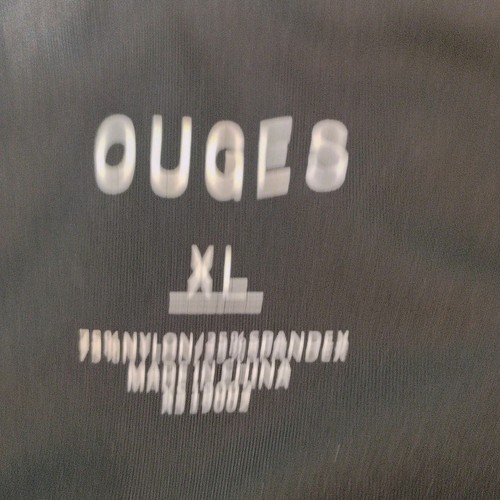 OUGES
XL
75%NYLON/25%SPANDEX
MADE IN CHINA